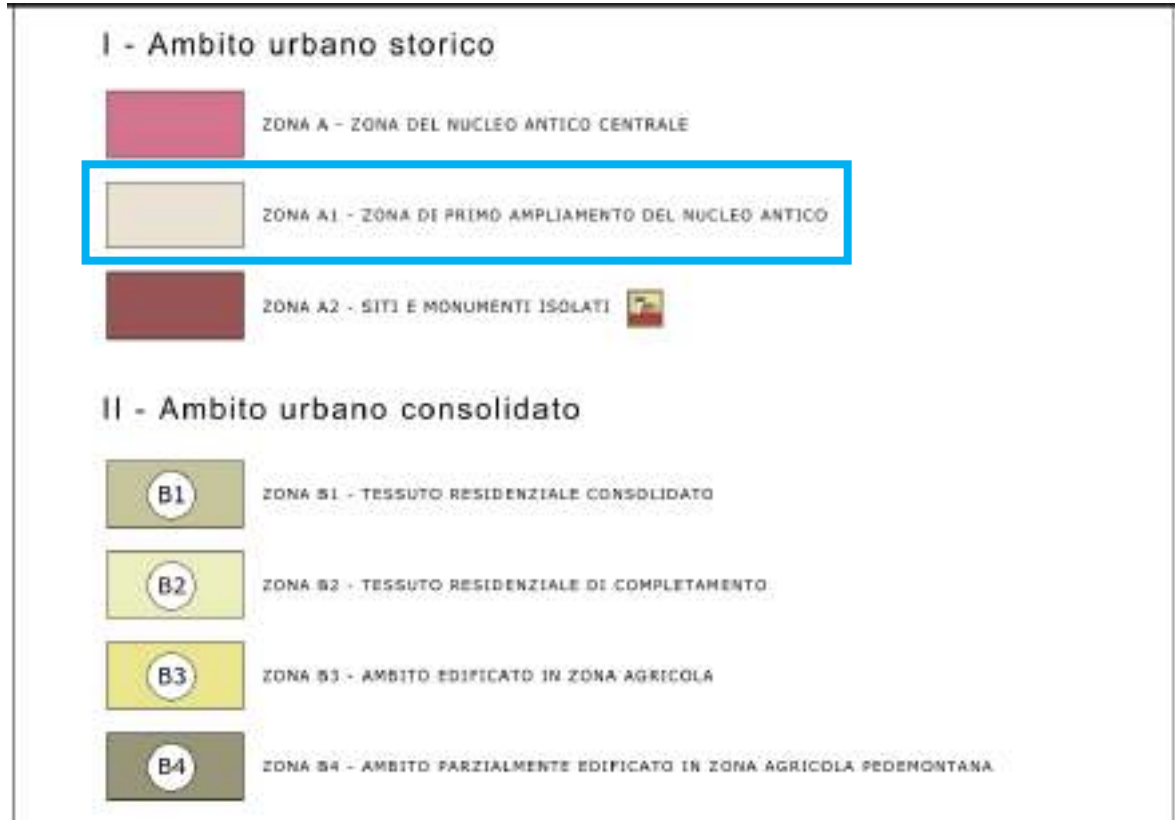 I - Ambito urbano storico
ZONA A - ZONA DEL NUCLEO ANTICO CENTRALE
ZONA A1 - ZONA DI PRIMO AMPLIAMENTO DEL NUCLEO ANTICO
ZONA A2 - SITI E MONUMENTI ISOLATI
II - Ambito urbano consolidato
B1 ZONA B1 - TESSUTO RESIDENZIALE CONSOLIDATO
B2 ZONA B2 - TESSUTO RESIDENZIALE DI COMPLETAMENTO
B3 ZONA B3 - AMBITO EDIFICATO IN ZONA AGRICOLA
B4 ZONA B4 - AMBITO PARZIALMENTE EDIFICATO IN ZONA AGRICOLA PEDEMONTANA